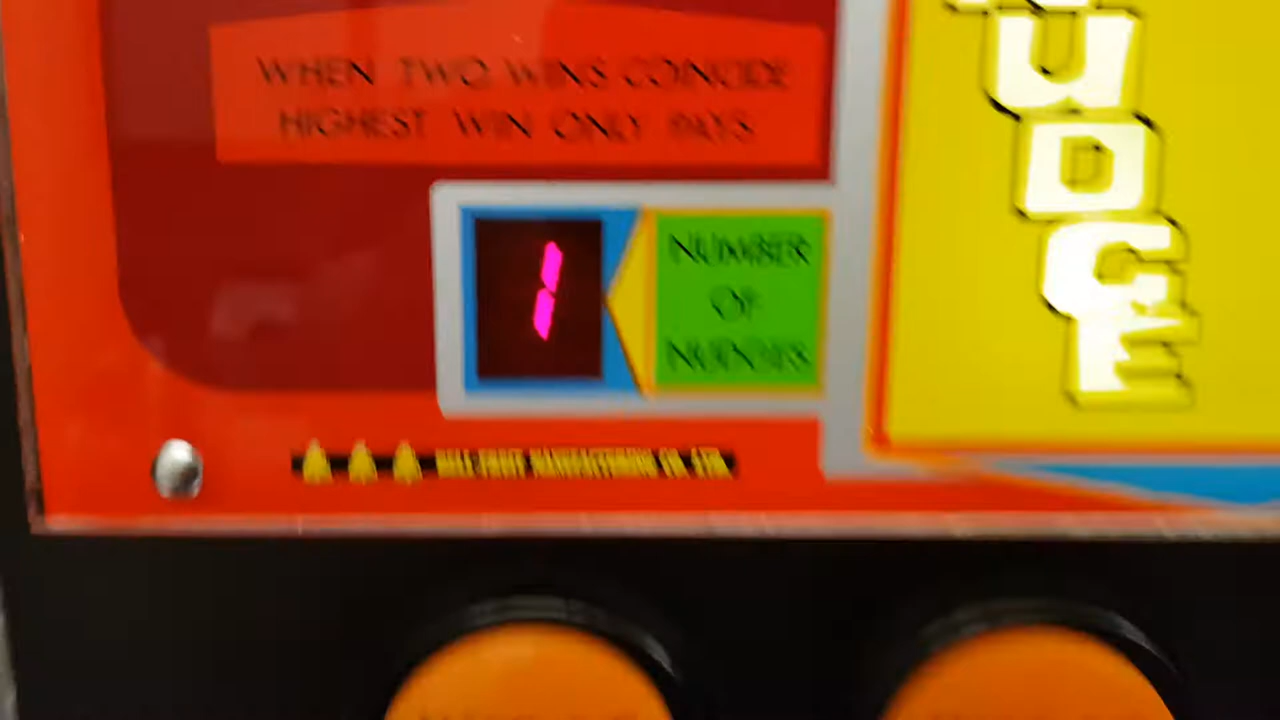 WHEN TWO WINS COINCIDE
HIGHEST WIN ONLY PAYS
1
NUMBER
OF
NUDGES
UDGE